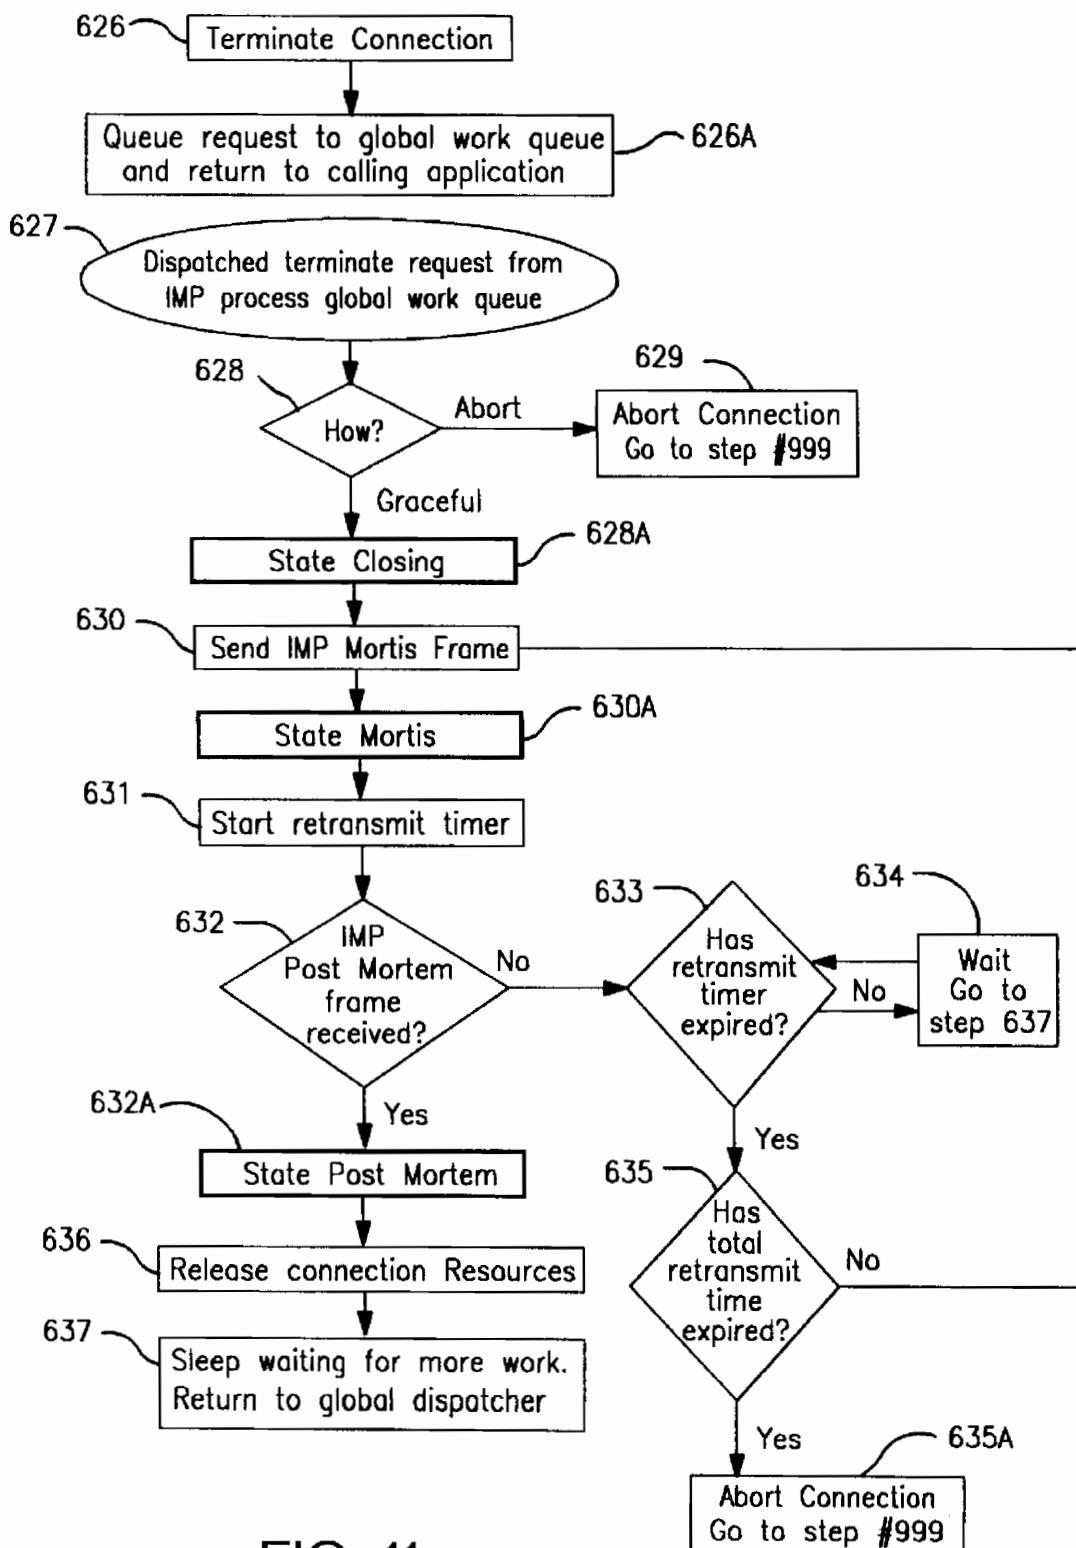 626
Terminate Connection
Queue request to global work queue
and return to calling application
626A
627
Dispatched terminate request from
IMP process global work queue
628
How?
Abort
629
Abort Connection
Go to step #999
Graceful
628A
State Closing
630
Send IMP Mortis Frame
630A
State Mortis
631
Start retransmit timer
632
IMP
Post Mortem
frame
received?
No
633
Has
retransmit
timer
expired?
No
634
Wait
Go to
step 637
Yes
632A
State Post Mortem
Yes
635
Has
total
retransmit
time
expired?
No
636
Release connection Resources
637
Sleep waiting for more work.
Return to global dispatcher
Yes
635A
Abort Connection
Go to step #999